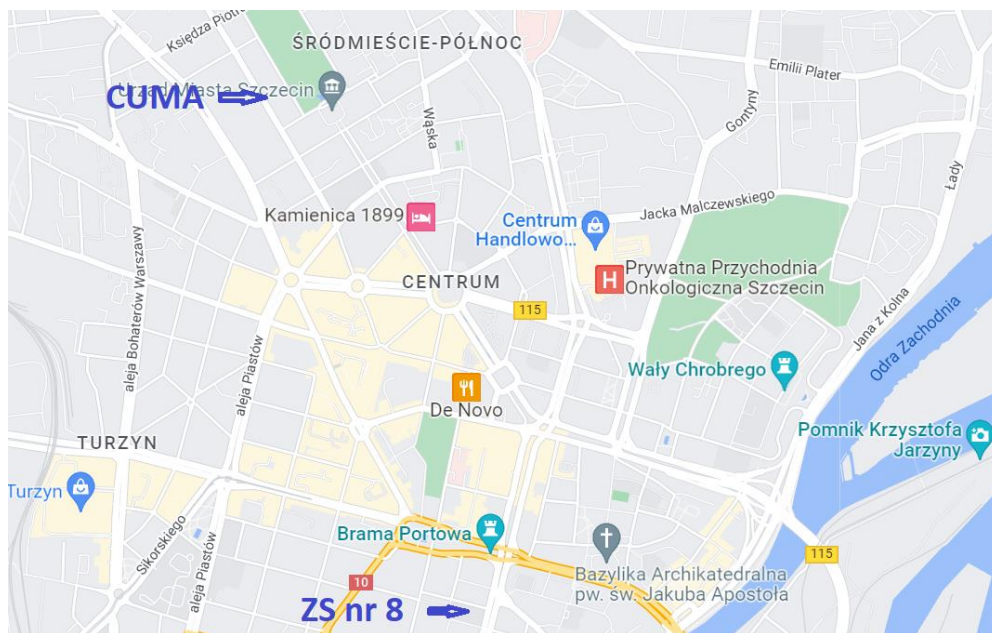 Księdza Piotr
ŚRÓDMIEŚCIE-PÓŁNOC
Emilii Plater
Urząd Miasta Szczecin
CUMA
Wąska
Gontyny
Łady
Jacka Malczewskiego
Kamienica 1899
Centrum
Handlowo...
aleja Bohaterów Warszawy
CENTRUM
H
Prywatna Przychodnia
Onkologiczna Szczecin
115
Jana z Kolna
Odra Zachodnia
aleja Piastów
Wały Chrobrego
De Novo
TURZYN
Pomnik Krzysztofa
Jarzyny
Turzyn
Sikorskiego
aleja Piastów
Brama Portowa
115
Bazylika Archikatedralna
pw. św. Jakuba Apostoła
10
ZS nr 8